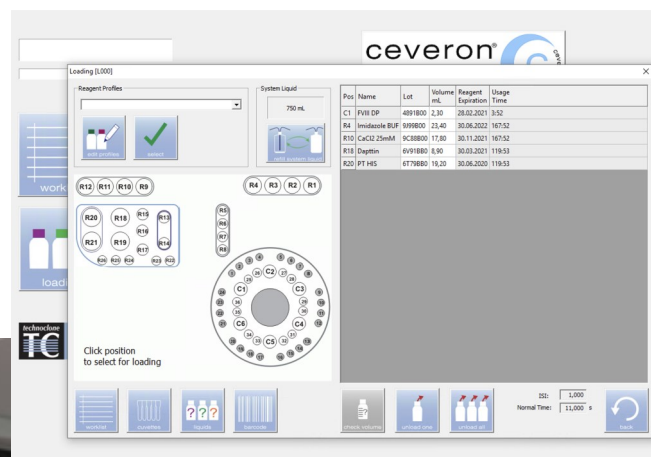 ceveron®
Loading [L000]
Reagent Profiles
System Liquid
750 mL
edit profiles
select
refill system liquid
Pos Name Lot Volume mL Reagent Expiration Usage Time
C1 FVIII DP 4891B00 2,30 28.02.2021 3:52
R4 Imidazole BUF 9J99B00 23,40 30.06.2022 167:52
R10 CaCl2 25mM 9C88B00 17,80 30.11.2021 167:52
R18 Dapttin 6V91BB0 8,90 30.03.2021 119:53
R20 PT HIS 6T79BB0 19,20 30.06.2020 119:53
work
loadi
R12 R11 R10 R9
R4 R3 R2 R1
R20 R18 R15 R13
R16
R21 R19 R14
R17
R5
R6
R7
R8
C1 C2 C3
C6 C5 C4
technoclone
TC
Click position
to select for loading
worklist
cuvettes
liquids
barcode
check volume
unload one
unload all
ISI: 1,000
Normal Time: 11,000 s
back